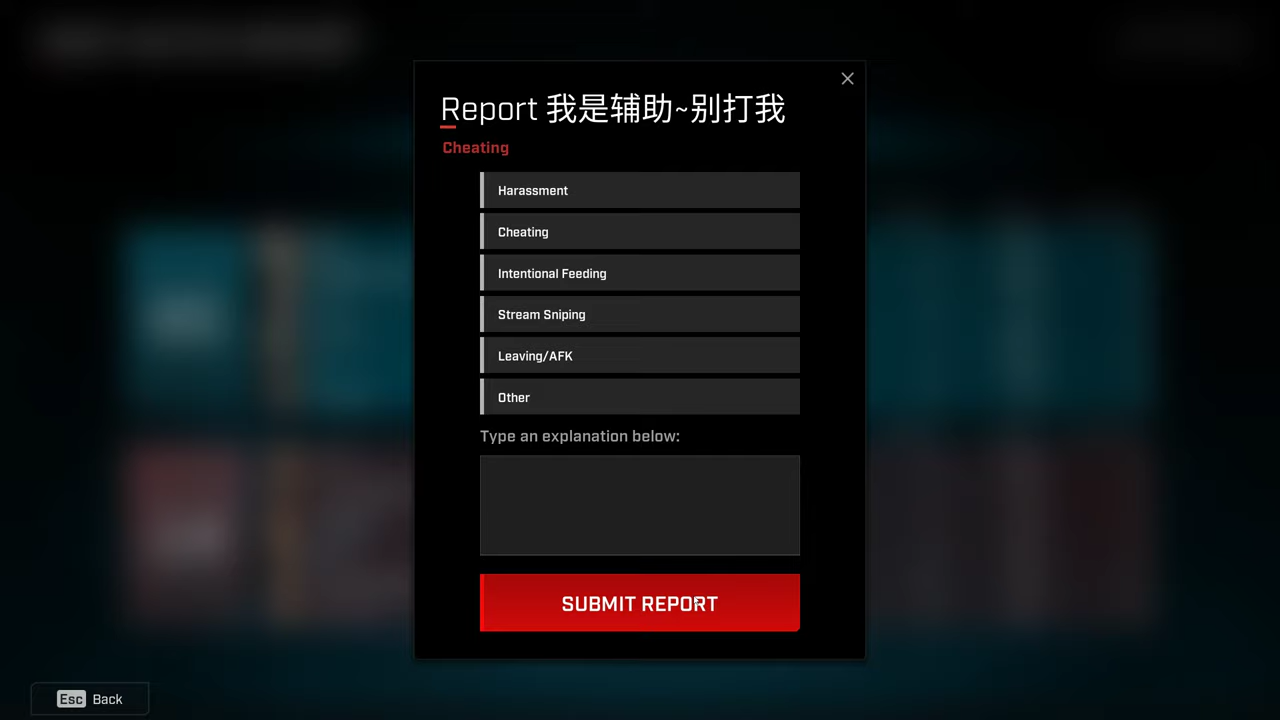 Report 我是辅助~别打我
Cheating
Harassment
Cheating
Intentional Feeding
Stream Sniping
Leaving/AFK
Other
Type an explanation below:
SUBMIT REPORT
Esc Back